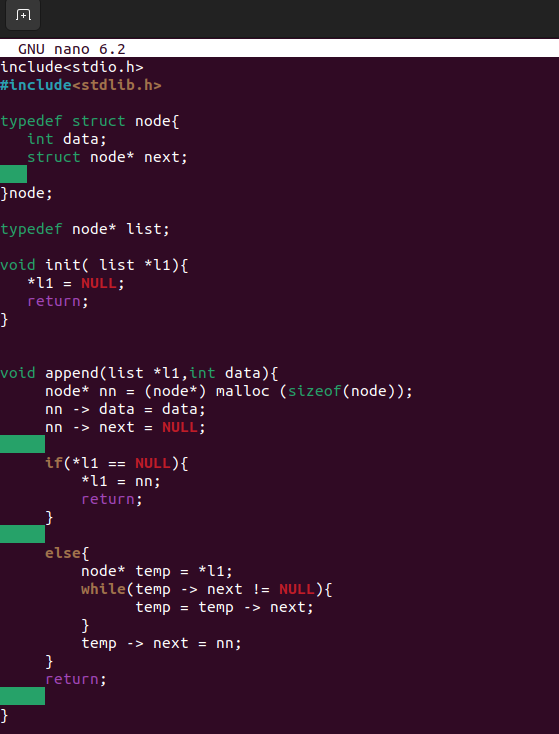 GNU nano 6.2
include<stdio.h>
#include<stdlib.h>
typedef struct node{
   int data;
   struct node* next;
}node;
typedef node* list;
void init( list *l1){
   *l1 = NULL;
   return;
}
void append(list *l1,int data){
     node* nn = (node*) malloc (sizeof(node));
     nn -> data = data;
     nn -> next = NULL;
     if(*l1 == NULL){
         *l1 = nn;
         return;
     }
     else{
         node* temp = *l1;
         while(temp -> next != NULL){
               temp = temp -> next;
         }
         temp -> next = nn;
     }
     return;
}